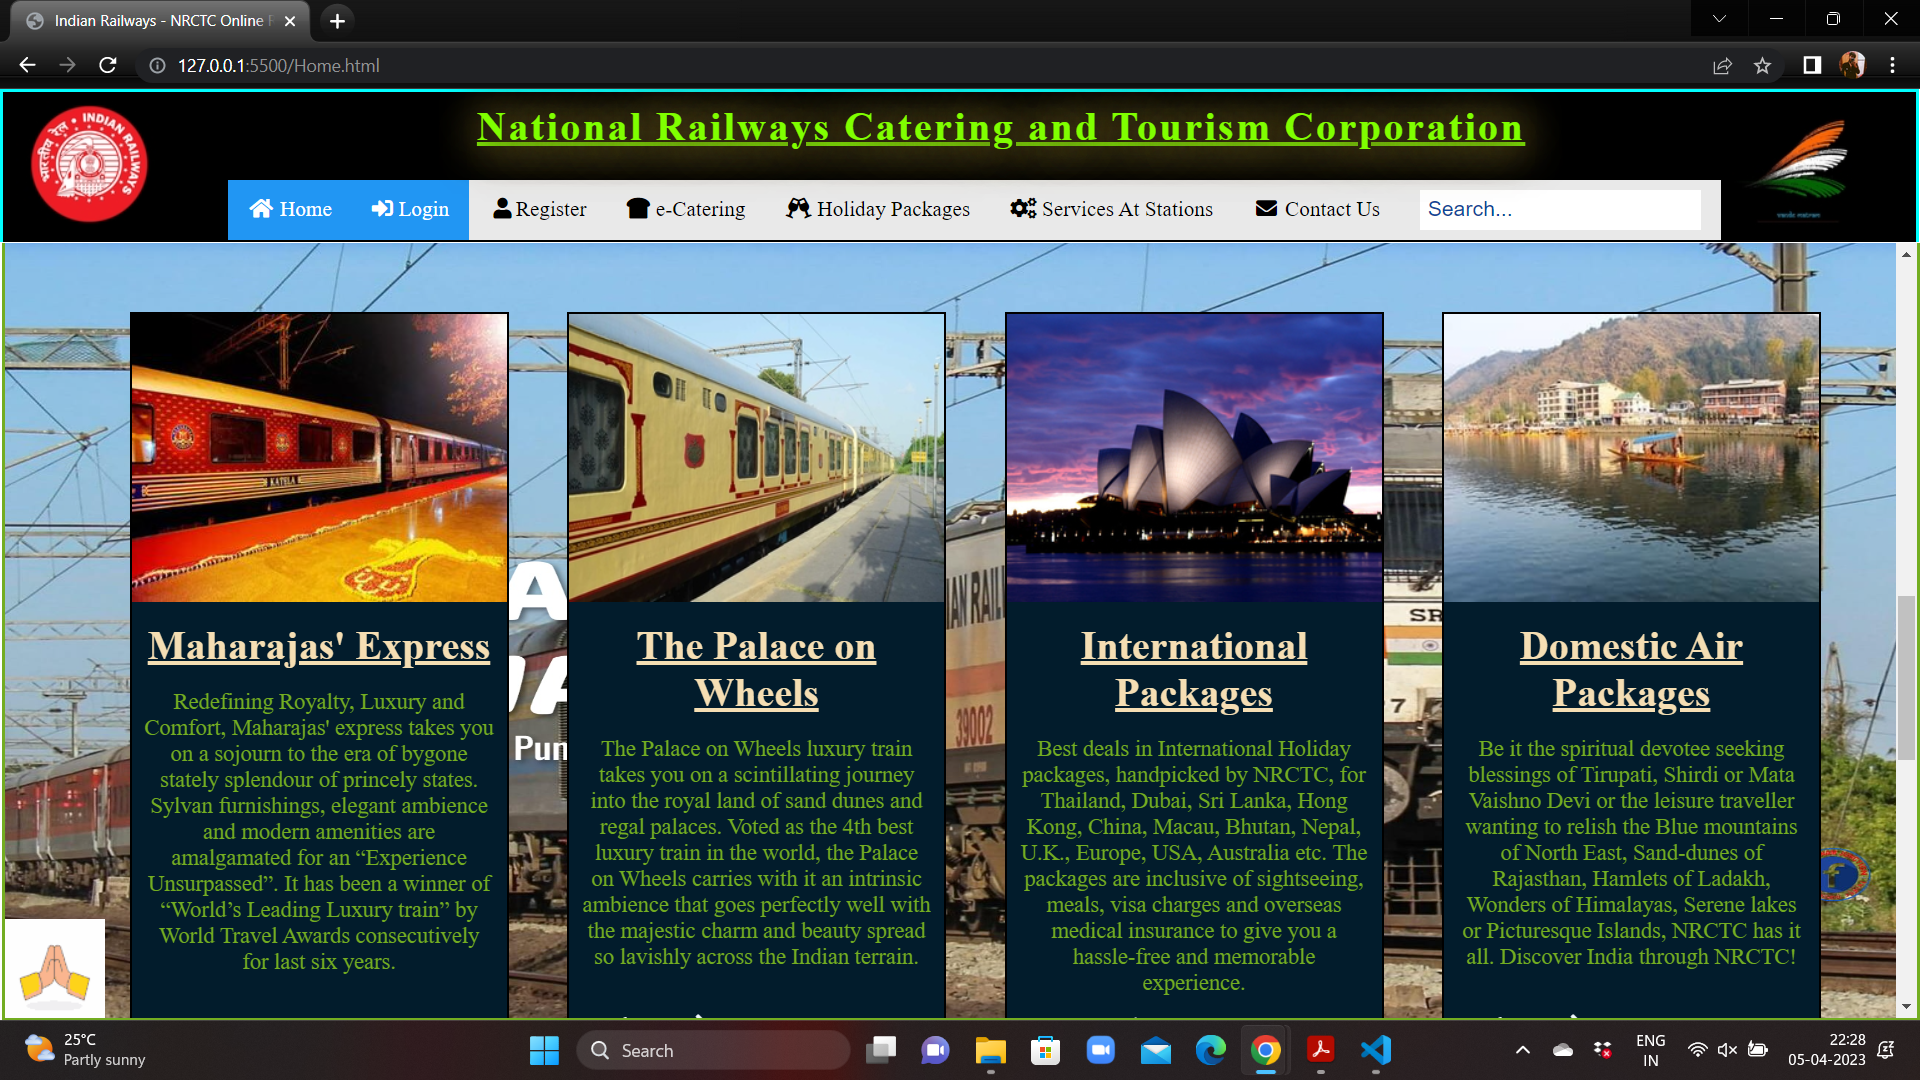 Indian Railways - NRCTC Online
127.0.0.1:5500/Home.html
National Railways Catering and Tourism Corporation
भारतीय रेल • INDIAN RAILWAYS
Home Login Register e-Catering Holiday Packages Services At Stations Contact Us Search...
Maharajas' Express
Redefining Royalty, Luxury and
Comfort, Maharajas' express takes you
on a sojourn to the era of bygone
stately splendour of princely states.
Sylvan furnishings, elegant ambience
and modern amenities are
amalgamated for an “Experience
Unsurpassed”. It has been a winner of
“World’s Leading Luxury train” by
World Travel Awards consecutively
for last six years.
The Palace on
Wheels
The Palace on Wheels luxury train
takes you on a scintillating journey
into the royal land of sand dunes and
regal palaces. Voted as the 4th best
luxury train in the world, the Palace
on Wheels carries with it an intrinsic
ambience that goes perfectly well with
the majestic charm and beauty spread
so lavishly across the Indian terrain.
International
Packages
Best deals in International Holiday
packages, handpicked by NRCTC, for
Thailand, Dubai, Sri Lanka, Hong
Kong, China, Macau, Bhutan, Nepal,
U.K., Europe, USA, Australia etc. The
packages are inclusive of sightseeing,
meals, visa charges and overseas
medical insurance to give you a
hassle-free and memorable
experience.
Domestic Air
Packages
Be it the spiritual devotee seeking
blessings of Tirupati, Shirdi or Mata
Vaishno Devi or the leisure traveller
wanting to relish the Blue mountains
of North East, Sand-dunes of
Rajasthan, Hamlets of Ladakh,
Wonders of Himalayas, Serene lakes
or Picturesque Islands, NRCTC has it
all. Discover India through NRCTC!
Pun
39002
SR
7
25°C
Partly sunny
Search
ENG
IN
22:28
05-04-2023